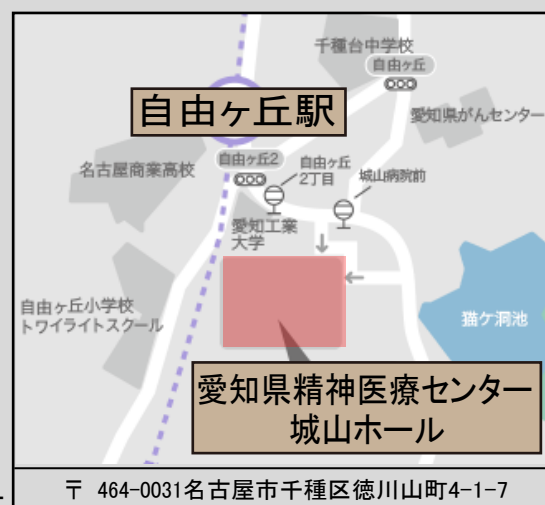 千種台中学校
自由ヶ丘
愛知県がんセンター
自由ヶ丘駅
名古屋商業高校
自由ヶ丘2
自由ヶ丘
2丁目
城山病院前
愛知工業
大学
自由ヶ丘小学校
トワイライトスクール
猫ケ洞池
愛知県精神医療センター
城山ホール
〒 464-0031名古屋市千種区徳川山町4-1-7